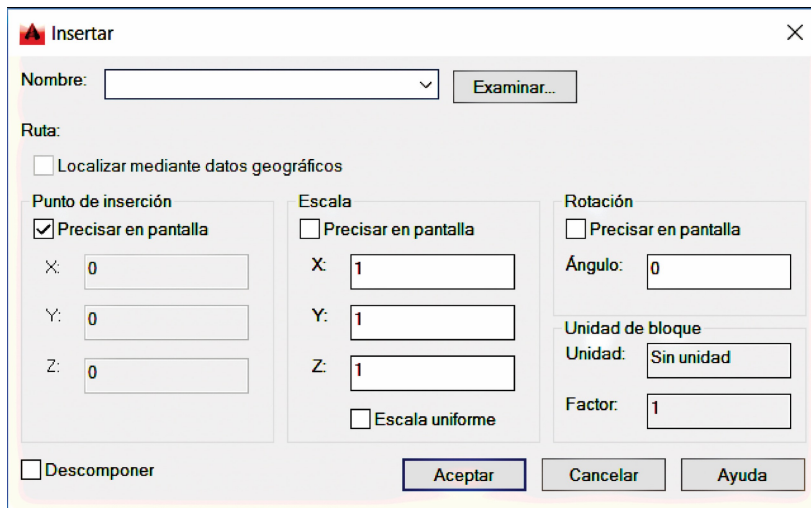 Insertar
Nombre:
Examinar...
Ruta:
Localizar mediante datos geográficos
Punto de inserción
Precisar en pantalla
X: 0
Y: 0
Z: 0
Escala
Precisar en pantalla
X: 1
Y: 1
Z: 1
Escala uniforme
Rotación
Precisar en pantalla
Ángulo: 0
Unidad de bloque
Unidad: Sin unidad
Factor: 1
Descomponer
Aceptar
Cancelar
Ayuda